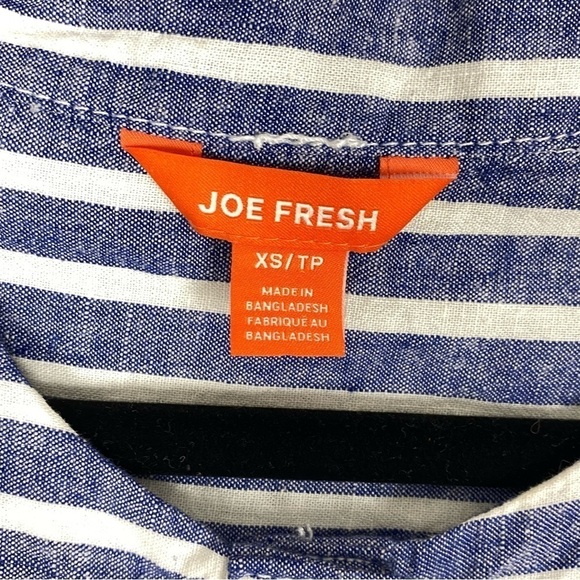 JOE FRESH
XS/TP
MADE IN
BANGLADESH
FABRIQUÉ AU
BANGLADESH